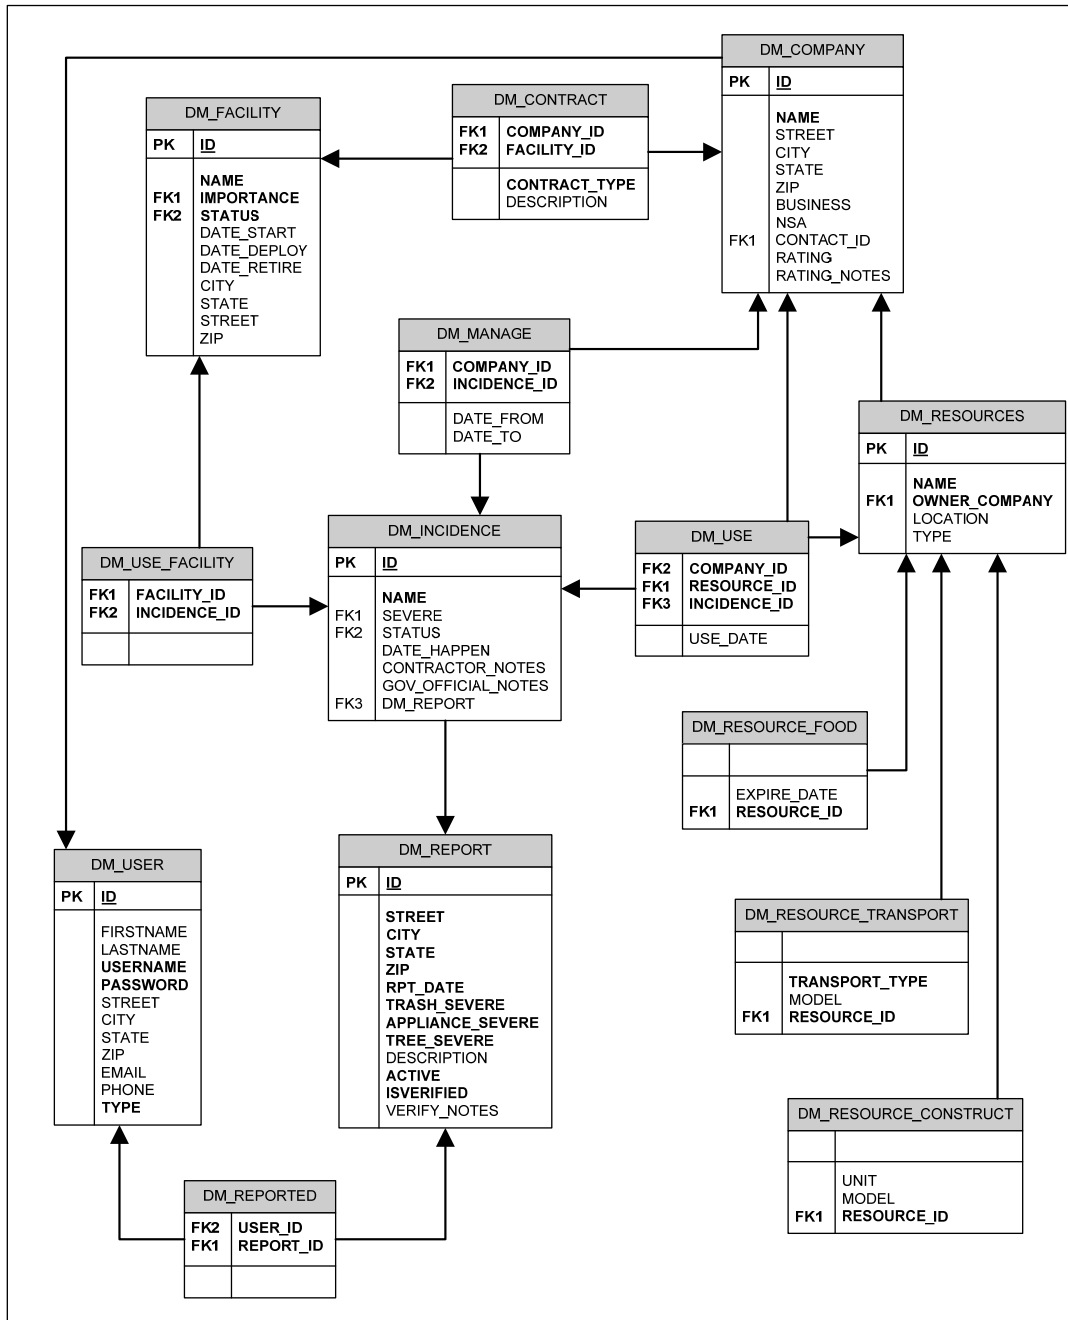 DM_COMPANY
PK ID
NAME
STREET
CITY
STATE
ZIP
BUSINESS
NSA
FK1 CONTACT_ID
RATING
RATING_NOTES
DM_CONTRACT
FK1 COMPANY_ID
FK2 FACILITY_ID
CONTRACT_TYPE
DESCRIPTION
DM_FACILITY
PK ID
NAME
FK1 IMPORTANCE
FK2 STATUS
DATE_START
DATE_DEPLOY
DATE_RETIRE
CITY
STATE
STREET
ZIP
DM_MANAGE
FK1 COMPANY_ID
FK2 INCIDENCE_ID
DATE_FROM
DATE_TO
DM_RESOURCES
PK ID
NAME
FK1 OWNER_COMPANY
LOCATION
TYPE
DM_INCIDENCE
PK ID
NAME
FK1 SEVERE
FK2 STATUS
DATE_HAPPEN
CONTRACTOR_NOTES
GOV_OFFICIAL_NOTES
FK3 DM_REPORT
DM_USE
FK2 COMPANY_ID
FK1 RESOURCE_ID
FK3 INCIDENCE_ID
USE_DATE
DM_USE_FACILITY
FK1 FACILITY_ID
FK2 INCIDENCE_ID
DM_RESOURCE_FOOD
EXPIRE_DATE
FK1 RESOURCE_ID
DM_USER
PK ID
FIRSTNAME
LASTNAME
USERNAME
PASSWORD
STREET
CITY
STATE
ZIP
EMAIL
PHONE
TYPE
DM_REPORT
PK ID
STREET
CITY
STATE
ZIP
RPT_DATE
TRASH_SEVERE
APPLIANCE_SEVERE
TREE_SEVERE
DESCRIPTION
ACTIVE
ISVERIFIED
VERIFY_NOTES
DM_RESOURCE_TRANSPORT
TRANSPORT_TYPE
MODEL
FK1 RESOURCE_ID
DM_RESOURCE_CONSTRUCT
UNIT
MODEL
FK1 RESOURCE_ID
DM_REPORTED
FK2 USER_ID
FK1 REPORT_ID